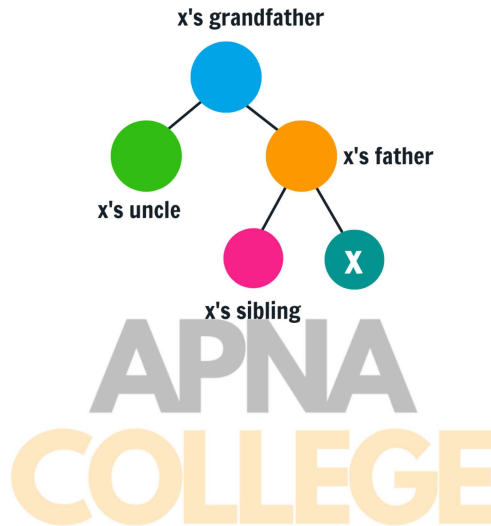 x's grandfather
x's father
x's uncle
X
x's sibling
APNA
COLLEGE